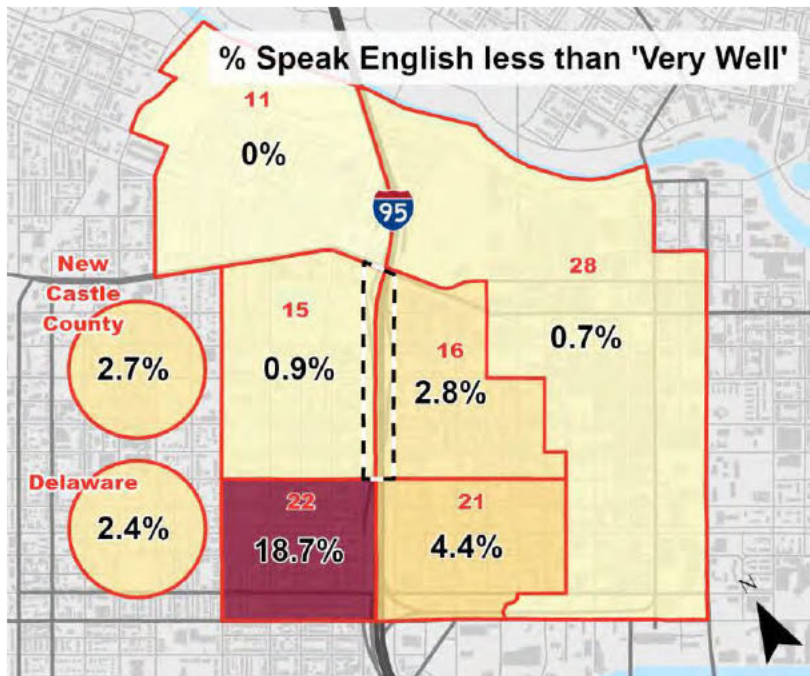 % Speak English less than 'Very Well'
11
0%
95
New
Castle
County
2.7%
15
0.9%
16
2.8%
28
0.7%
Delaware
2.4%
22
18.7%
21
4.4%
N